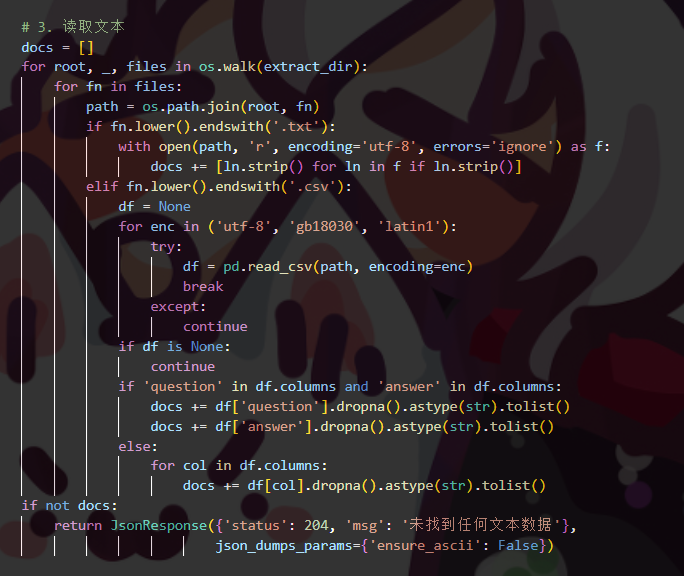 # 3. 读取文本
docs = []
for root, _, files in os.walk(extract_dir):
    for fn in files:
        path = os.path.join(root, fn)
        if fn.lower().endswith('.txt'):
            with open(path, 'r', encoding='utf-8', errors='ignore') as f:
                docs += [ln.strip() for ln in f if ln.strip()]
        elif fn.lower().endswith('.csv'):
            df = None
            for enc in ('utf-8', 'gb18030', 'latin1'):
                try:
                    df = pd.read_csv(path, encoding=enc)
                    break
                except:
                    continue
            if df is None:
                continue
            if 'question' in df.columns and 'answer' in df.columns:
                docs += df['question'].dropna().astype(str).tolist()
                docs += df['answer'].dropna().astype(str).tolist()
            else:
                for col in df.columns:
                    docs += df[col].dropna().astype(str).tolist()
if not docs:
    return JsonResponse({'status': 204, 'msg': '未找到任何文本数据'},
                        json_dumps_params={'ensure_ascii': False})